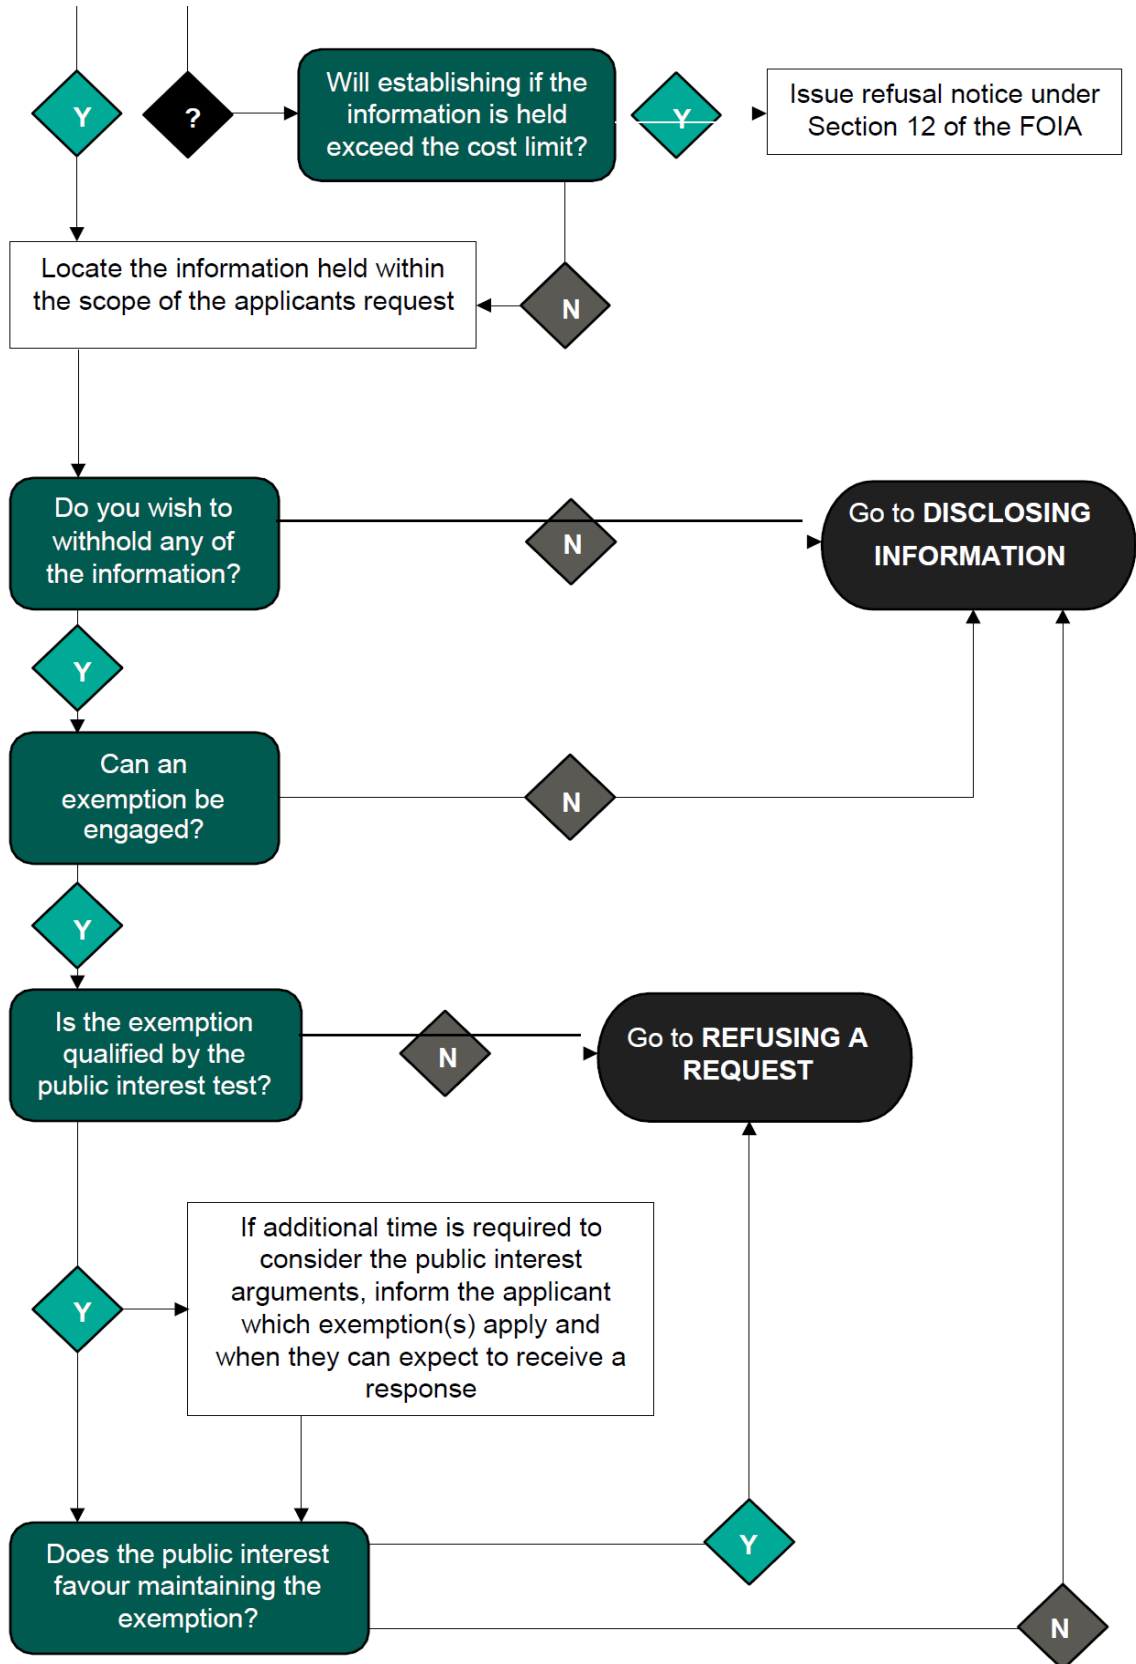 Y
?
Will establishing if the
information is held
exceed the cost limit?
Y
Issue refusal notice under
Section 12 of the FOIA
Locate the information held within
the scope of the applicants request
N
Do you wish to
withhold any of
the information?
N
Go to DISCLOSING
INFORMATION
Y
Can an
exemption be
engaged?
N
Y
Is the exemption
qualified by the
public interest test?
N
Go to REFUSING A
REQUEST
If additional time is required to
consider the public interest
arguments, inform the applicant
which exemption(s) apply and
when they can expect to receive a
response
Y
Does the public interest
favour maintaining the
exemption?
Y
N